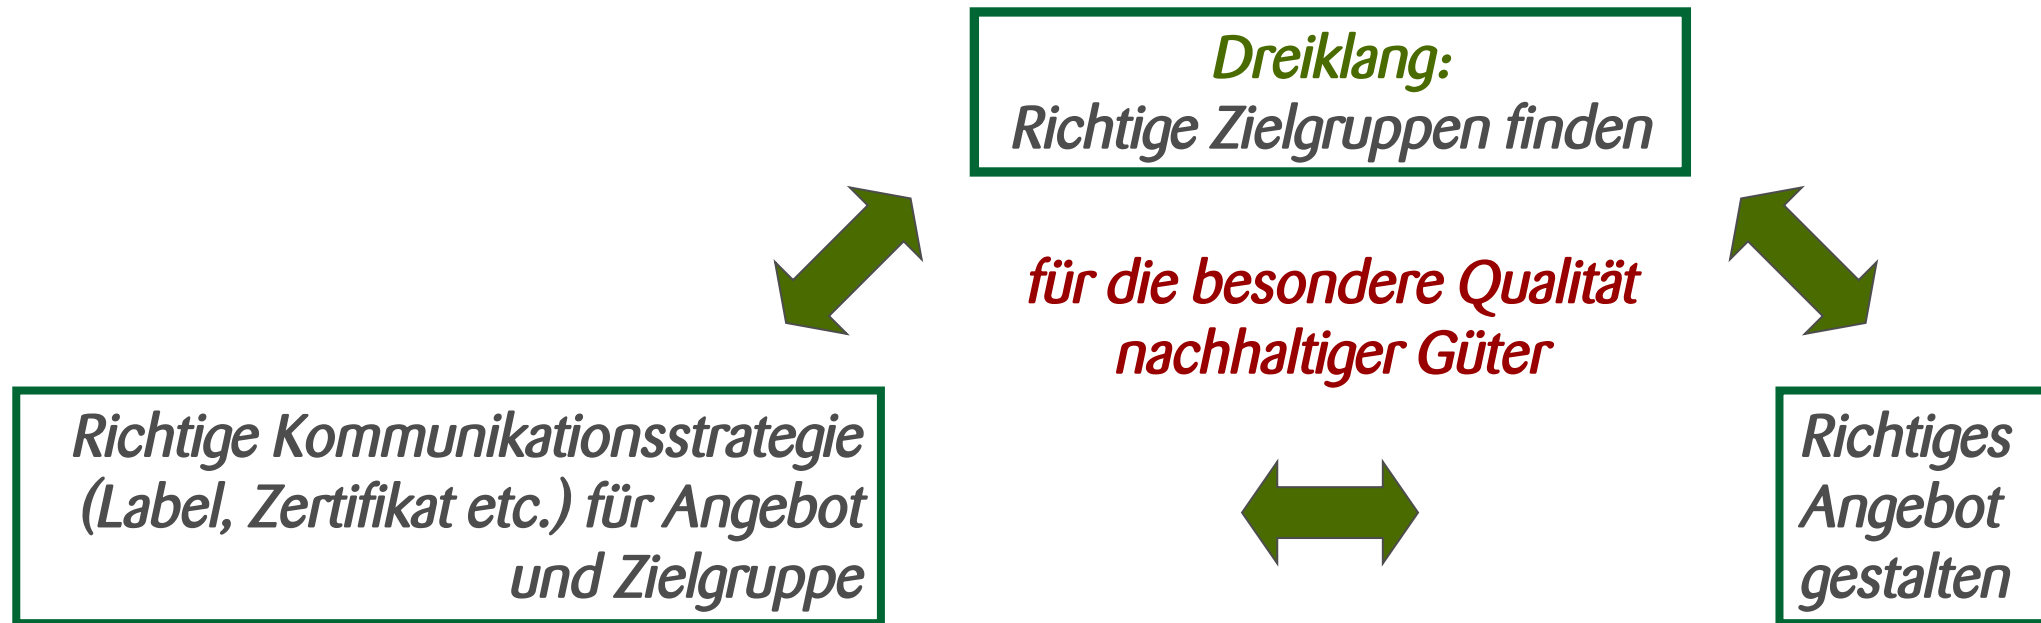 Dreiklang:
Richtige Zielgruppen finden
für die besondere Qualität
nachhaltiger Güter
Richtige Kommunikationsstrategie
(Label, Zertifikat etc.) für Angebot
und Zielgruppe
Richtiges
Angebot
gestalten